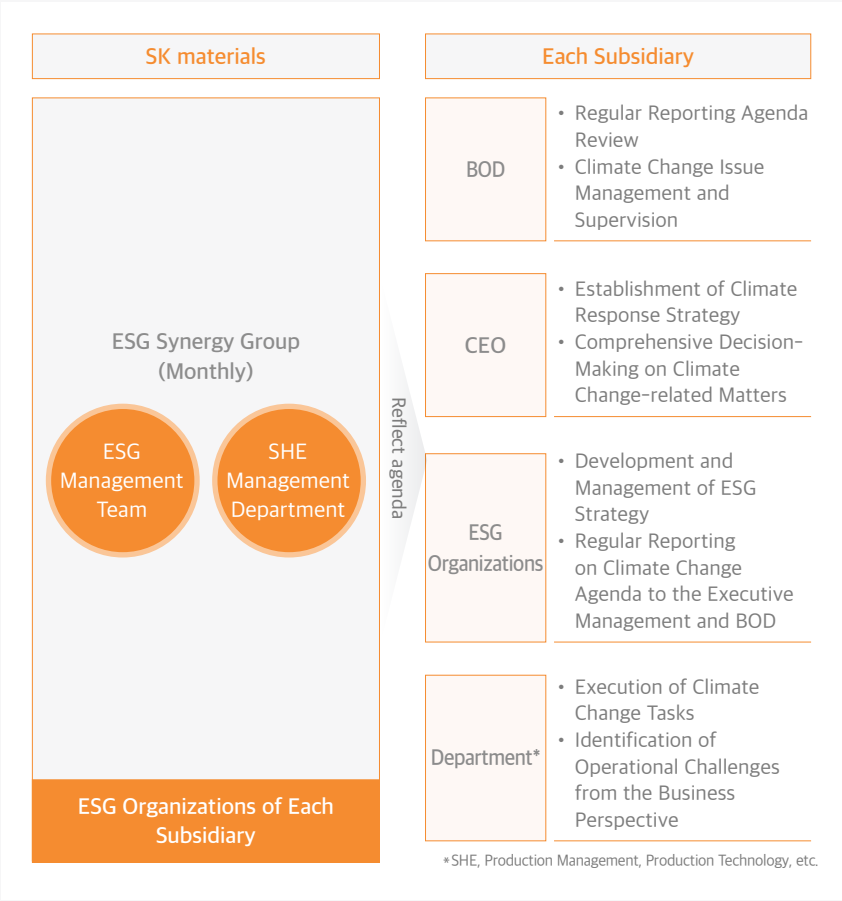 SK materials
ESG Synergy Group
(Monthly)
ESG
Management
Team
SHE
Management
Department
ESG Organizations of Each
Subsidiary
Reflect agenda
Each Subsidiary
BOD
• Regular Reporting Agenda
Review
• Climate Change Issue
Management and
Supervision
CEO
• Establishment of Climate
Response Strategy
• Comprehensive Decision-
Making on Climate
Change-related Matters
ESG
Organizations
• Development and
Management of ESG
Strategy
• Regular Reporting
on Climate Change
Agenda to the Executive
Management and BOD
Department*
• Execution of Climate
Change Tasks
• Identification of
Operational Challenges
from the Business
Perspective
*SHE, Production Management, Production Technology, etc.